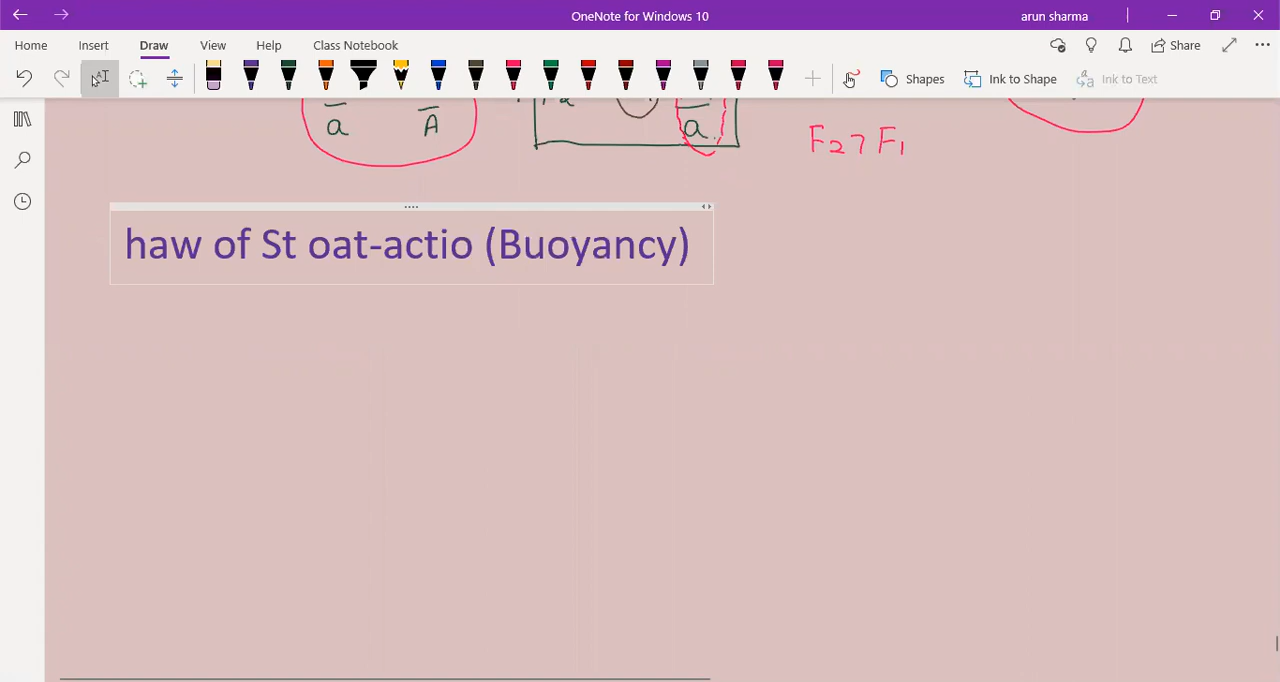 OneNote for Windows 10
arun sharma
Home Insert Draw View Help Class Notebook
Share
Shapes Ink to Shape Ink to Text
a A a
F2 > F1
haw of St oat-actio (Buoyancy)